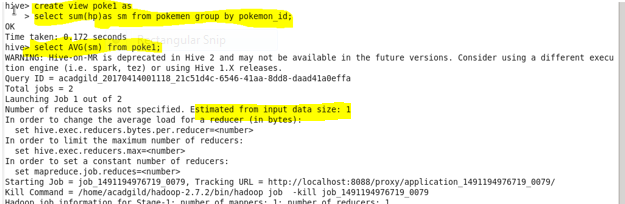 hive> create view poke1 as
> select sum(hp)as sm from pokemen group by pokemon_id;
OK
Time taken: 0.172 seconds
Rectangular Snip
hive> select AVG(sm) from poke1;
WARNING: Hive-on-MR is deprecated in Hive 2 and may not be available in the future versions. Consider using a different execu
tion engine (i.e. spark, tez) or using Hive 1.X releases.
Query ID = acadgild_20170414001118_21c51d4c-6546-41aa-8dd8-daad41a0effa
Total jobs = 2
Launching Job 1 out of 2
Number of reduce tasks not specified. Estimated from input data size: 1
In order to change the average load for a reducer (in bytes):
set hive.exec.reducers.bytes.per.reducer=<number>
In order to limit the maximum number of reducers:
set hive.exec.reducers.max=<number>
In order to set a constant number of reducers:
set mapreduce.job.reduces=<number>
Starting Job = job_1491194976719_0079, Tracking URL = http://localhost:8088/proxy/application_1491194976719_0079/
Kill Command = /home/acadgild/hadoop-2.7.2/bin/hadoop job  -kill job_1491194976719_0079
Hadoop job information for Stage-1: number of mappers: 1; number of reducers: 1